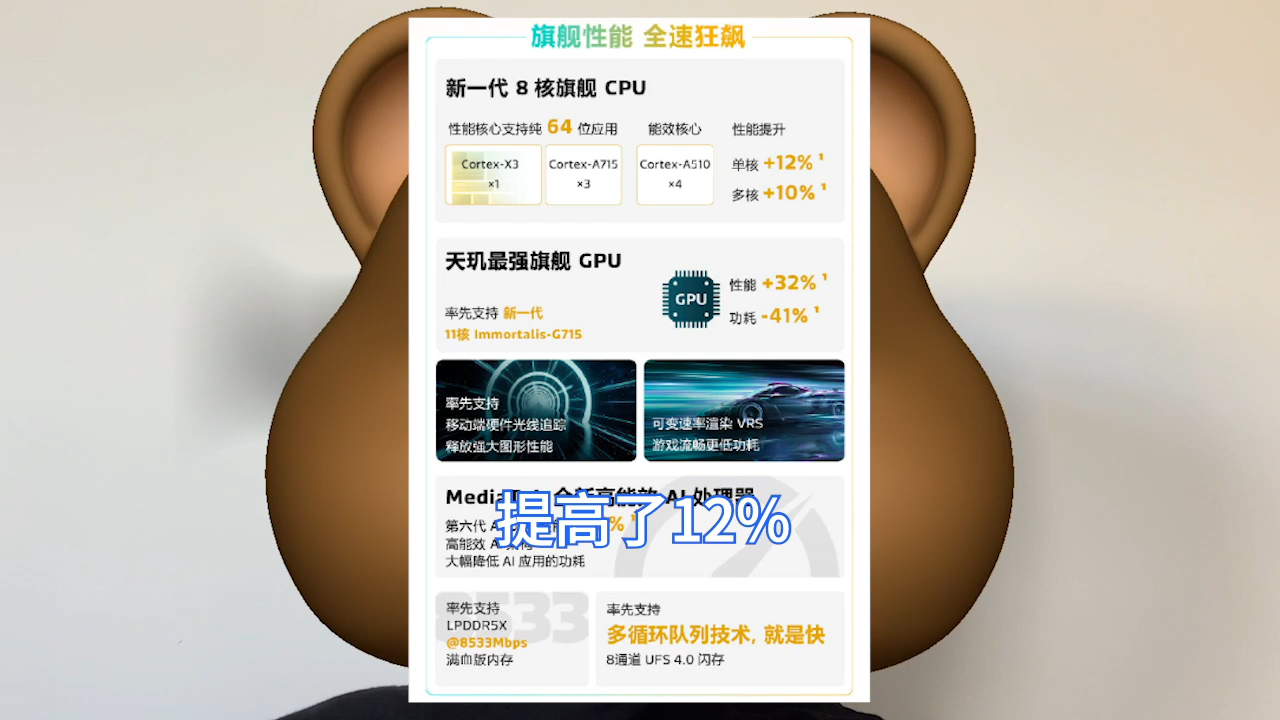 旗舰性能 全速狂飙
新一代 8 核旗舰 CPU
性能核心支持纯 64 位应用
能效核心
性能提升
Cortex-X3
×1
Cortex-A715
×3
Cortex-A510
×4
单核 +12% ¹
多核 +10% ¹
天玑最强旗舰 GPU
率先支持 新一代
11核 Immortalis-G715
GPU
性能 +32% ¹
功耗 -41% ¹
率先支持
移动端硬件光线追踪
释放强大图形性能
可变速率渲染 VRS
游戏流畅更低功耗
AI 处理器
第六代
% ¹
高能效
大幅降低 AI 应用的功耗
提高了12%
率先支持
LPDDR5X
@8533Mbps
满血版内存
8533
率先支持
多循环队列技术, 就是快
8通道 UFS 4.0 闪存